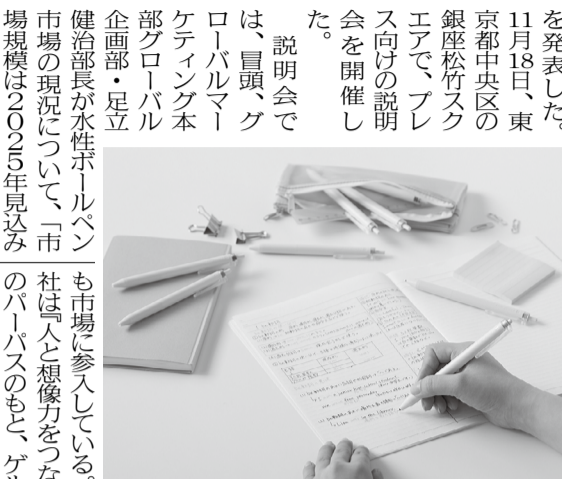 を発表した。
11月18日、東
京都中央区の
銀座松竹スク
エアで、プレ
ス向けの説明
会を開催し
た。
説明会で
は、冒頭、グ
ローバルマー
ケティング本
部グローバル
企画部・足立
健治部長が水性ボールペン
市場の現況について、「市
場規模は2025年見込み
も市場に参入している。
社は『人と想像力をつな
のパーパスのもと、ゲル